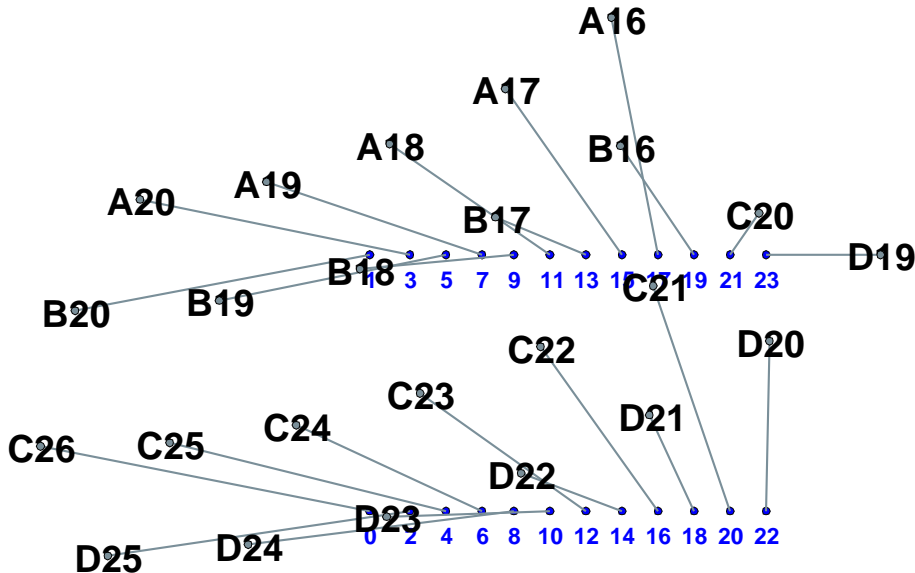 A16
A17
A18
B16
A19
A20
B17
C20
D19
B18
B19
B20
1 3 5 7 9 11 13 15 17 19 21 23
C21
C22
D20
C23
D21
C24
C25
C26
D22
D23
D24
D25
0 2 4 6 8 10 12 14 16 18 20 22